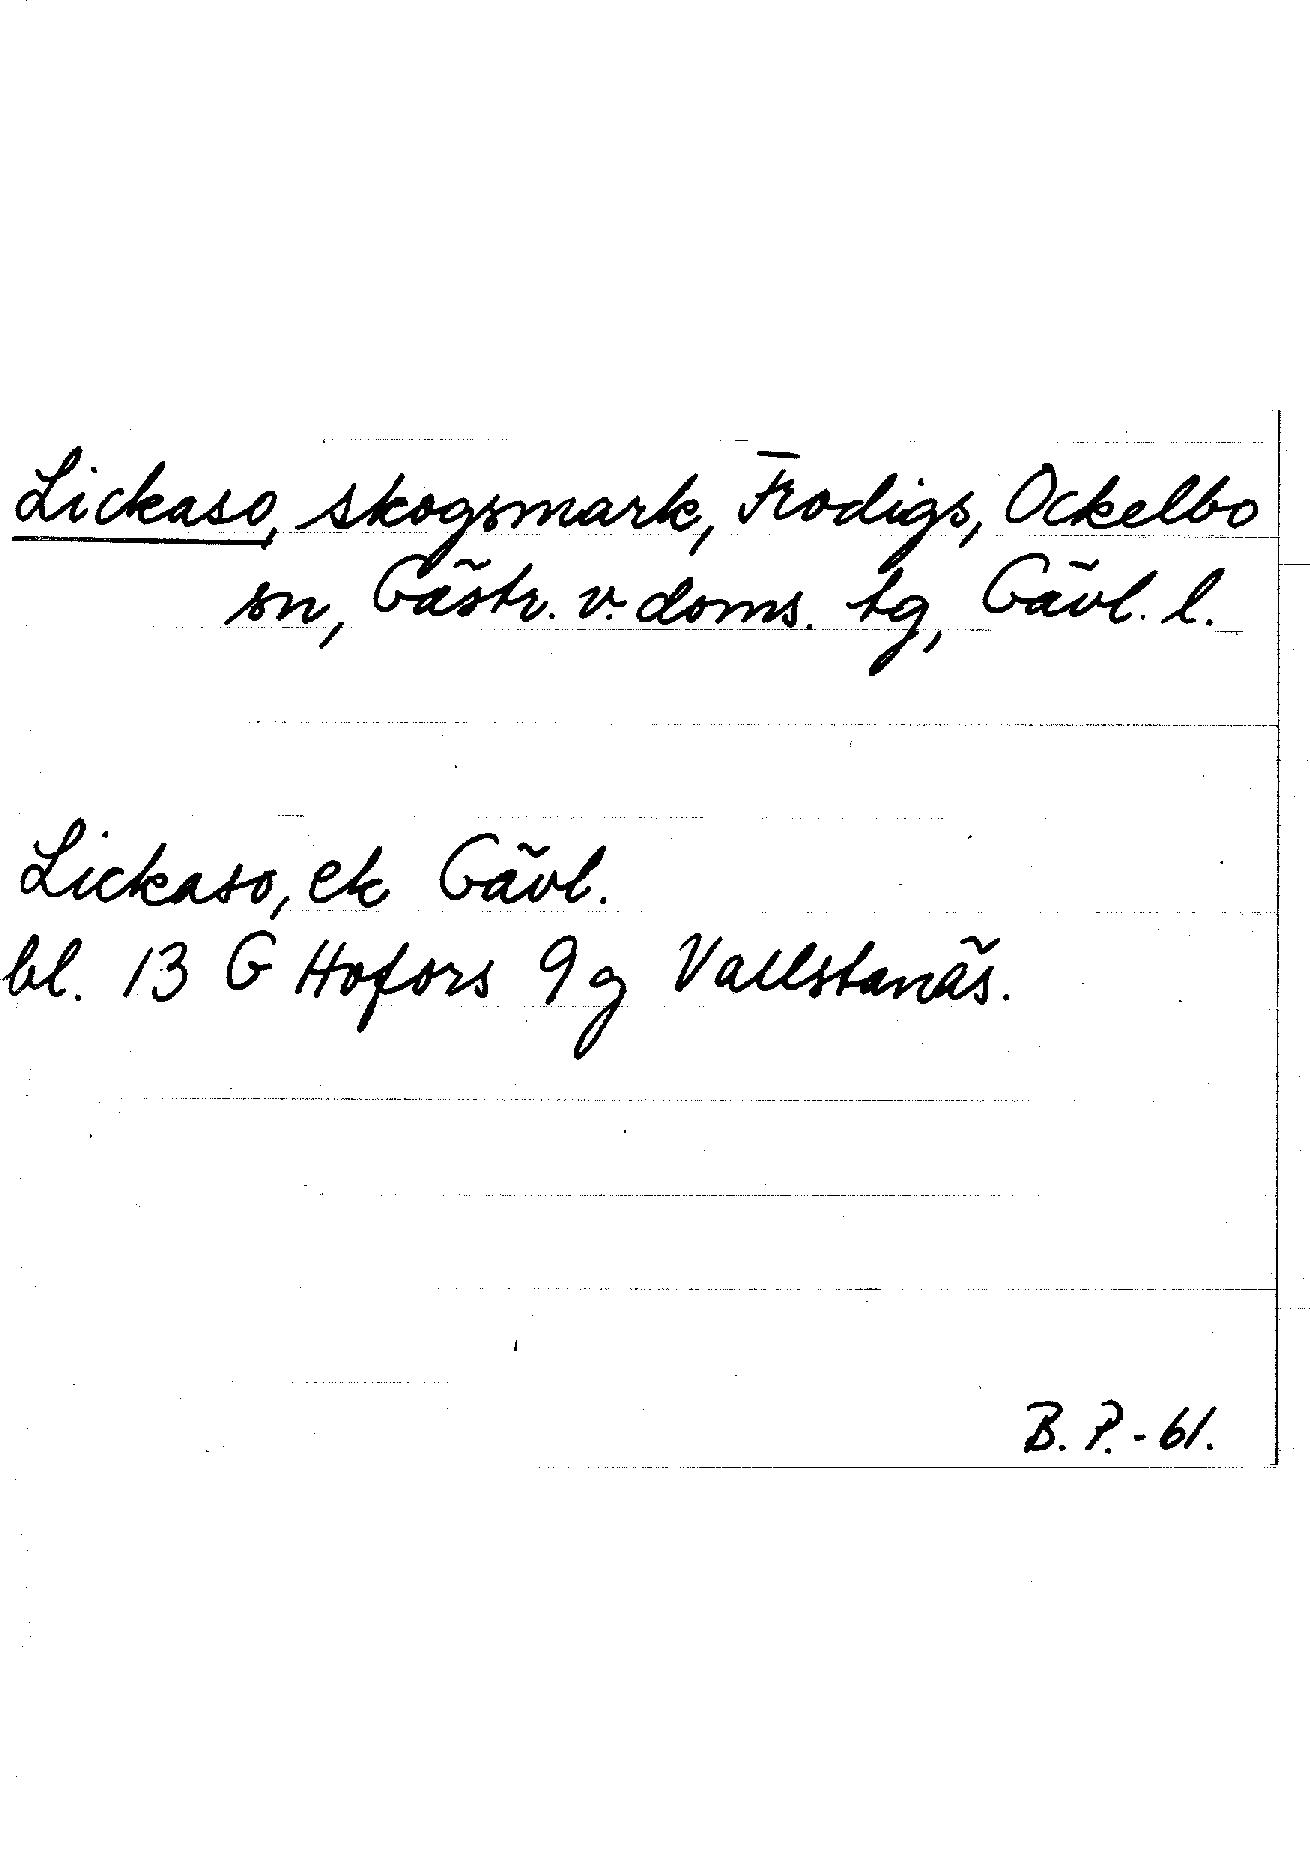 Lickaso, skogsmark, Frodigs, Ockelbo
sn, Gästr. v. doms. tg, Gävl. l.
Lickaso, ek Gävl.
bl. 13 G Hofors 9 g Vallstanäs.
B. P. - 61.